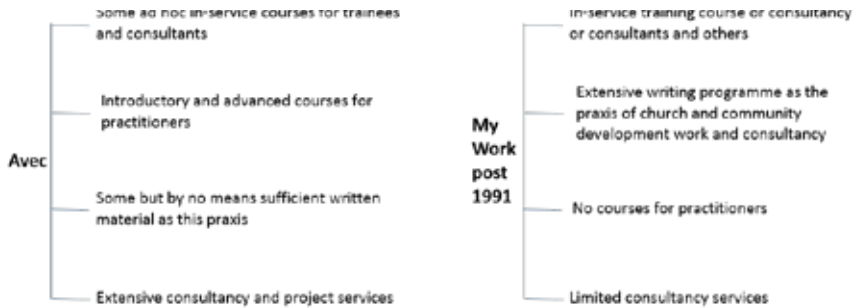 Some ad hoc in-service courses for trainees
and consultants
Introductory and advanced courses for
practitioners
Avec
Some but by no means sufficient written
material as this praxis
Extensive consultancy and project services
In-service training course or consultancy
or consultants and others
Extensive writing programme as the
praxis of church and community
development work and consultancy
My
Work
post
1991
No courses for practitioners
Limited consultancy services